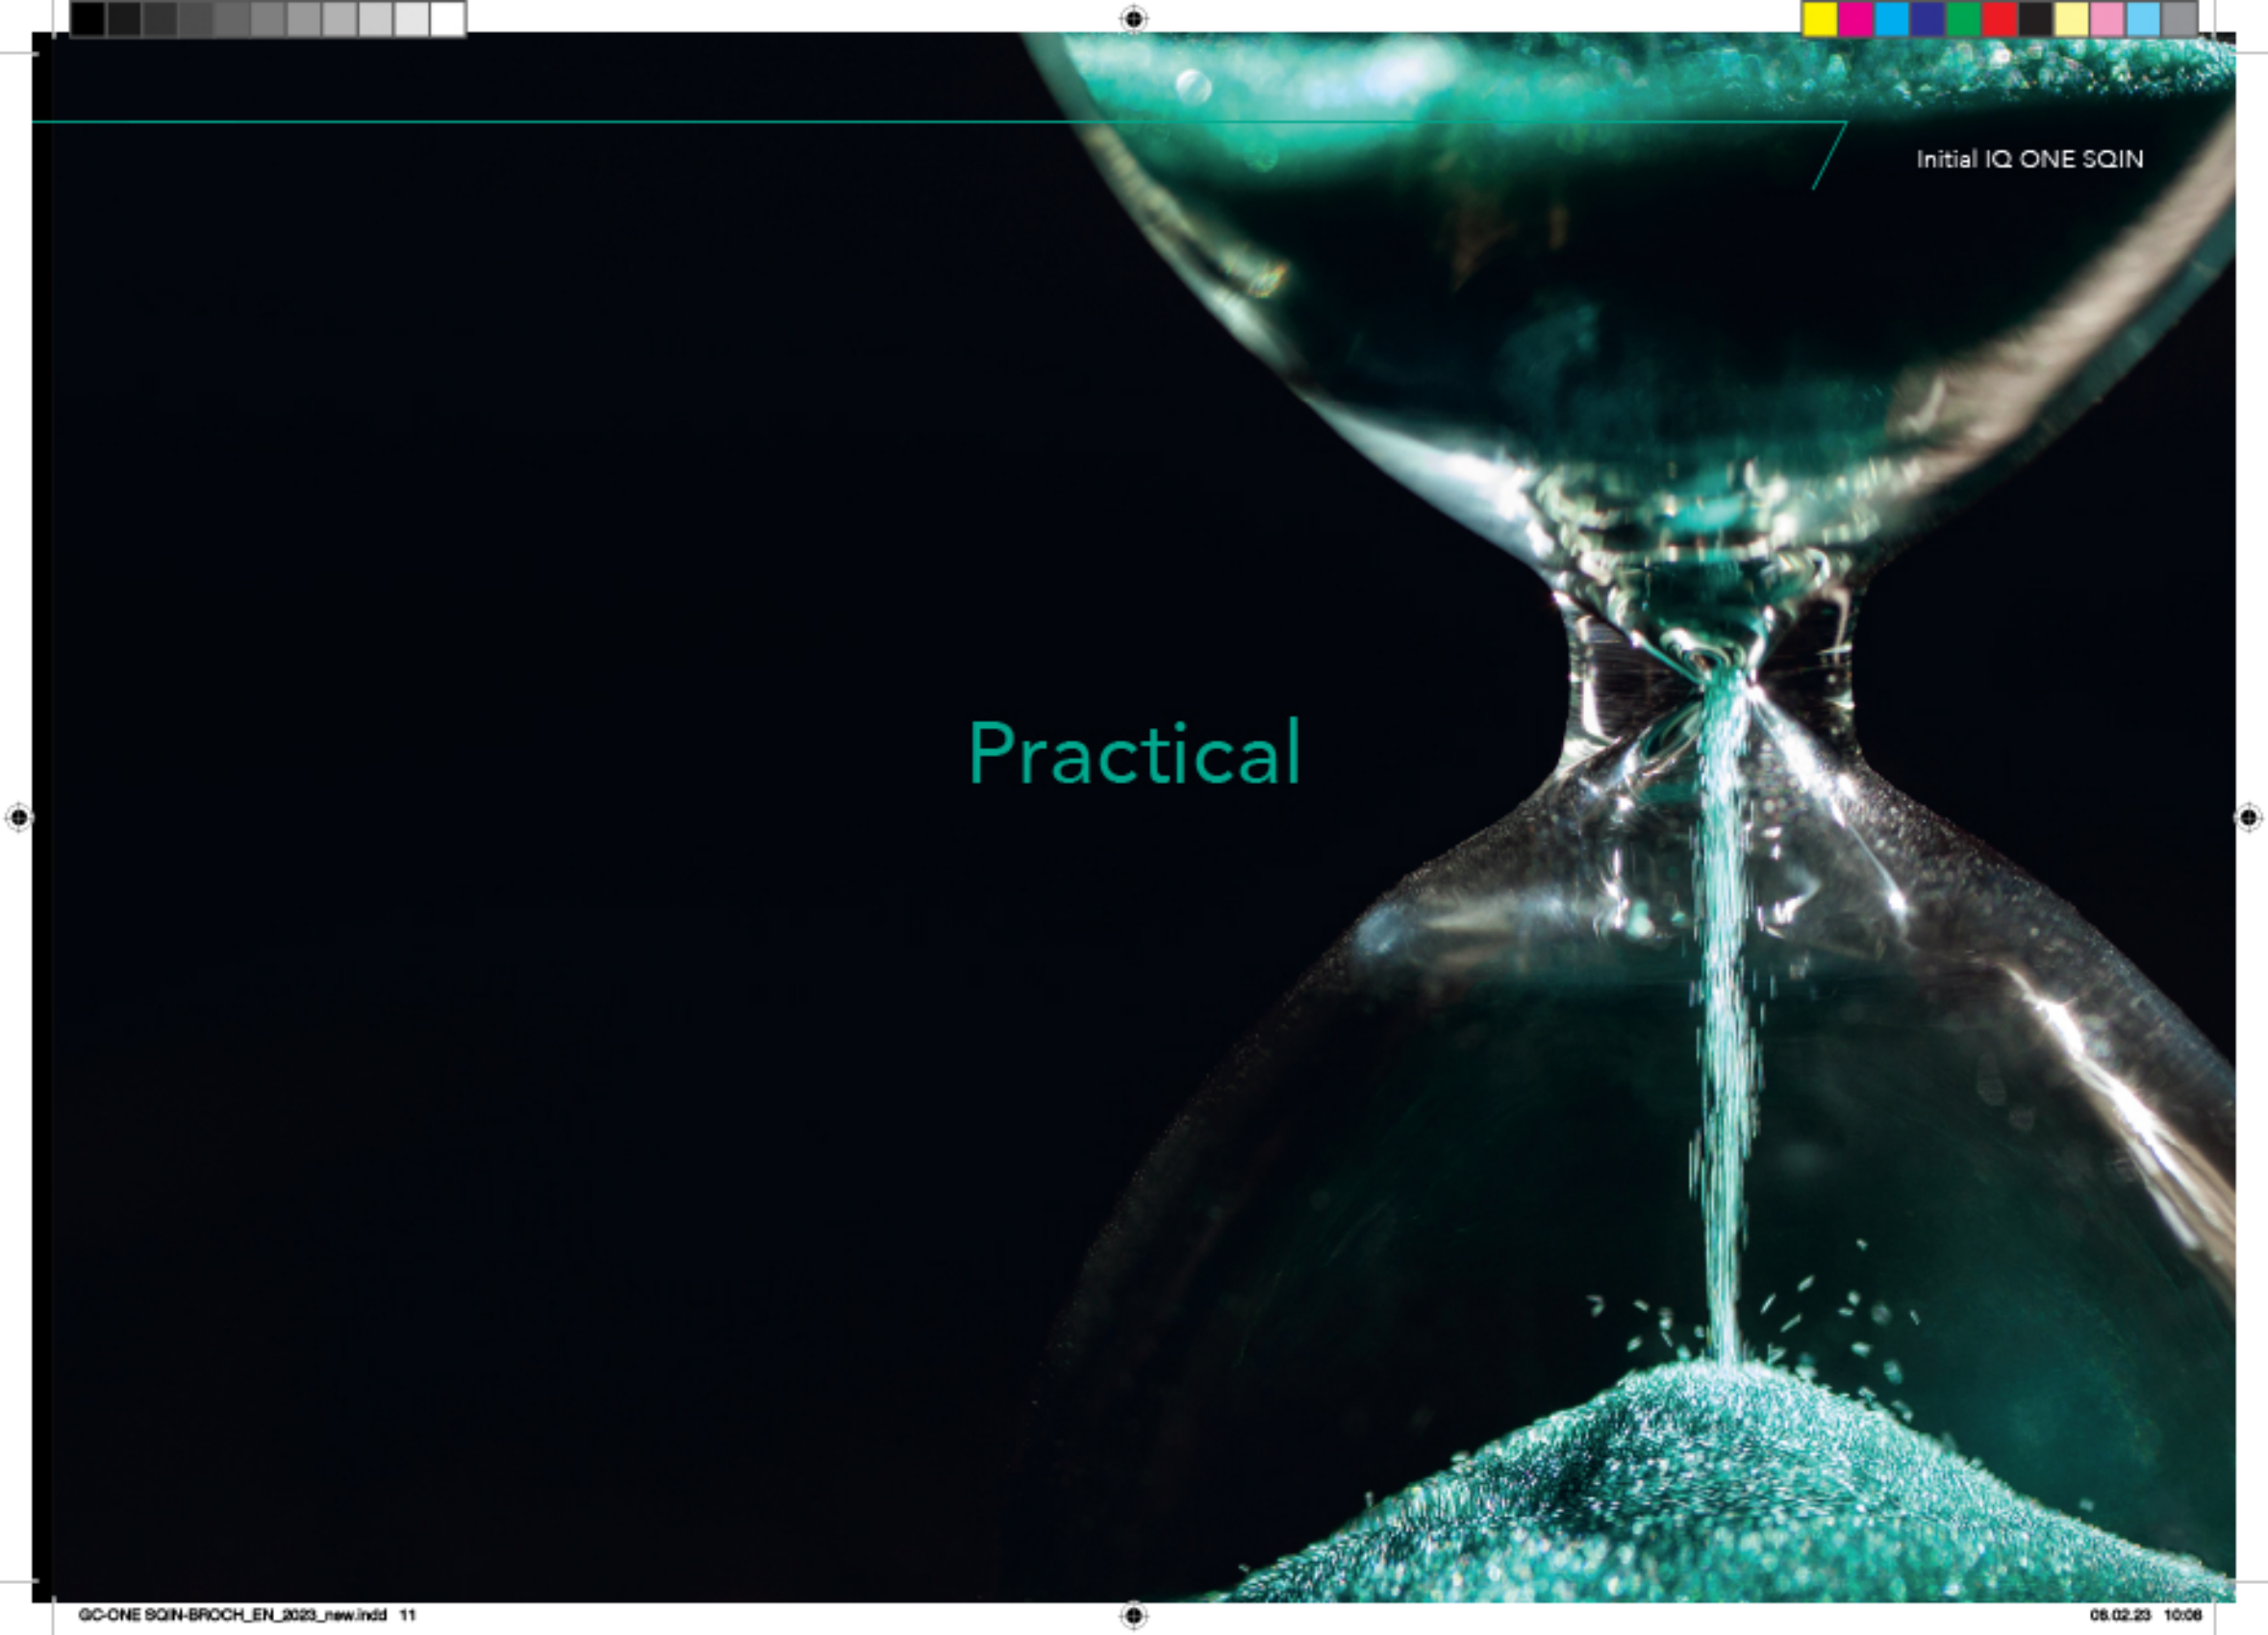 Initial IQ ONE SQIN
Practical
GC-ONE SQIN-BROCH_EN_2023_new.indd 11
08.02.23 10:08